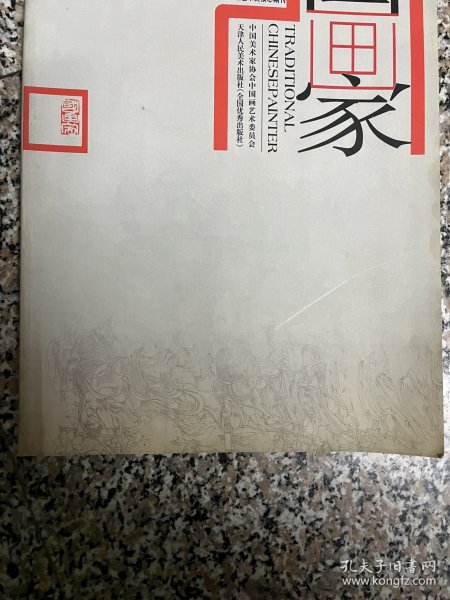 国画家
TRADITIONAL
CHINESEPAINTER
中国美术家协会中国画艺术委员会
天津人民美术出版社〈全国优秀出版社〉
孔夫子旧书网
www.kongfz.com